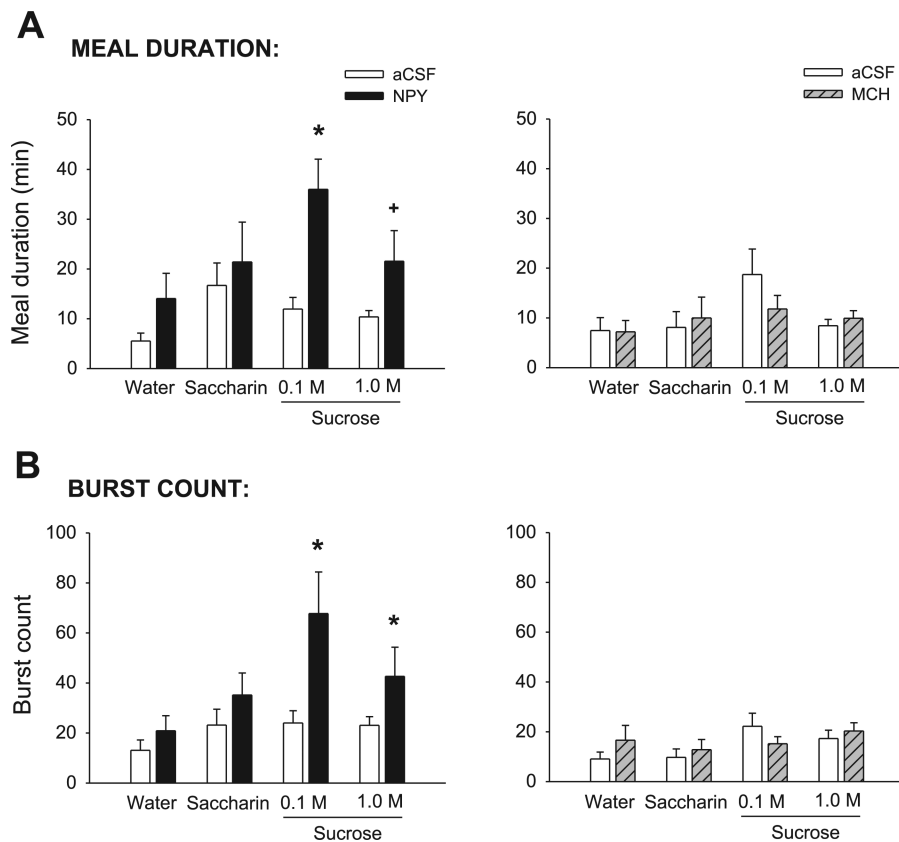 A
MEAL DURATION:
aCSF
NPY
Meal duration (min)
50
40
30
20
10
0
*
+
Water Saccharin 0.1 M 1.0 M
Sucrose
aCSF
MCH
50
40
30
20
10
0
Water Saccharin 0.1 M 1.0 M
Sucrose
B
BURST COUNT:
Burst count
100
80
60
40
20
0
*
*
Water Saccharin 0.1 M 1.0 M
Sucrose
100
80
60
40
20
0
Water Saccharin 0.1 M 1.0 M
Sucrose